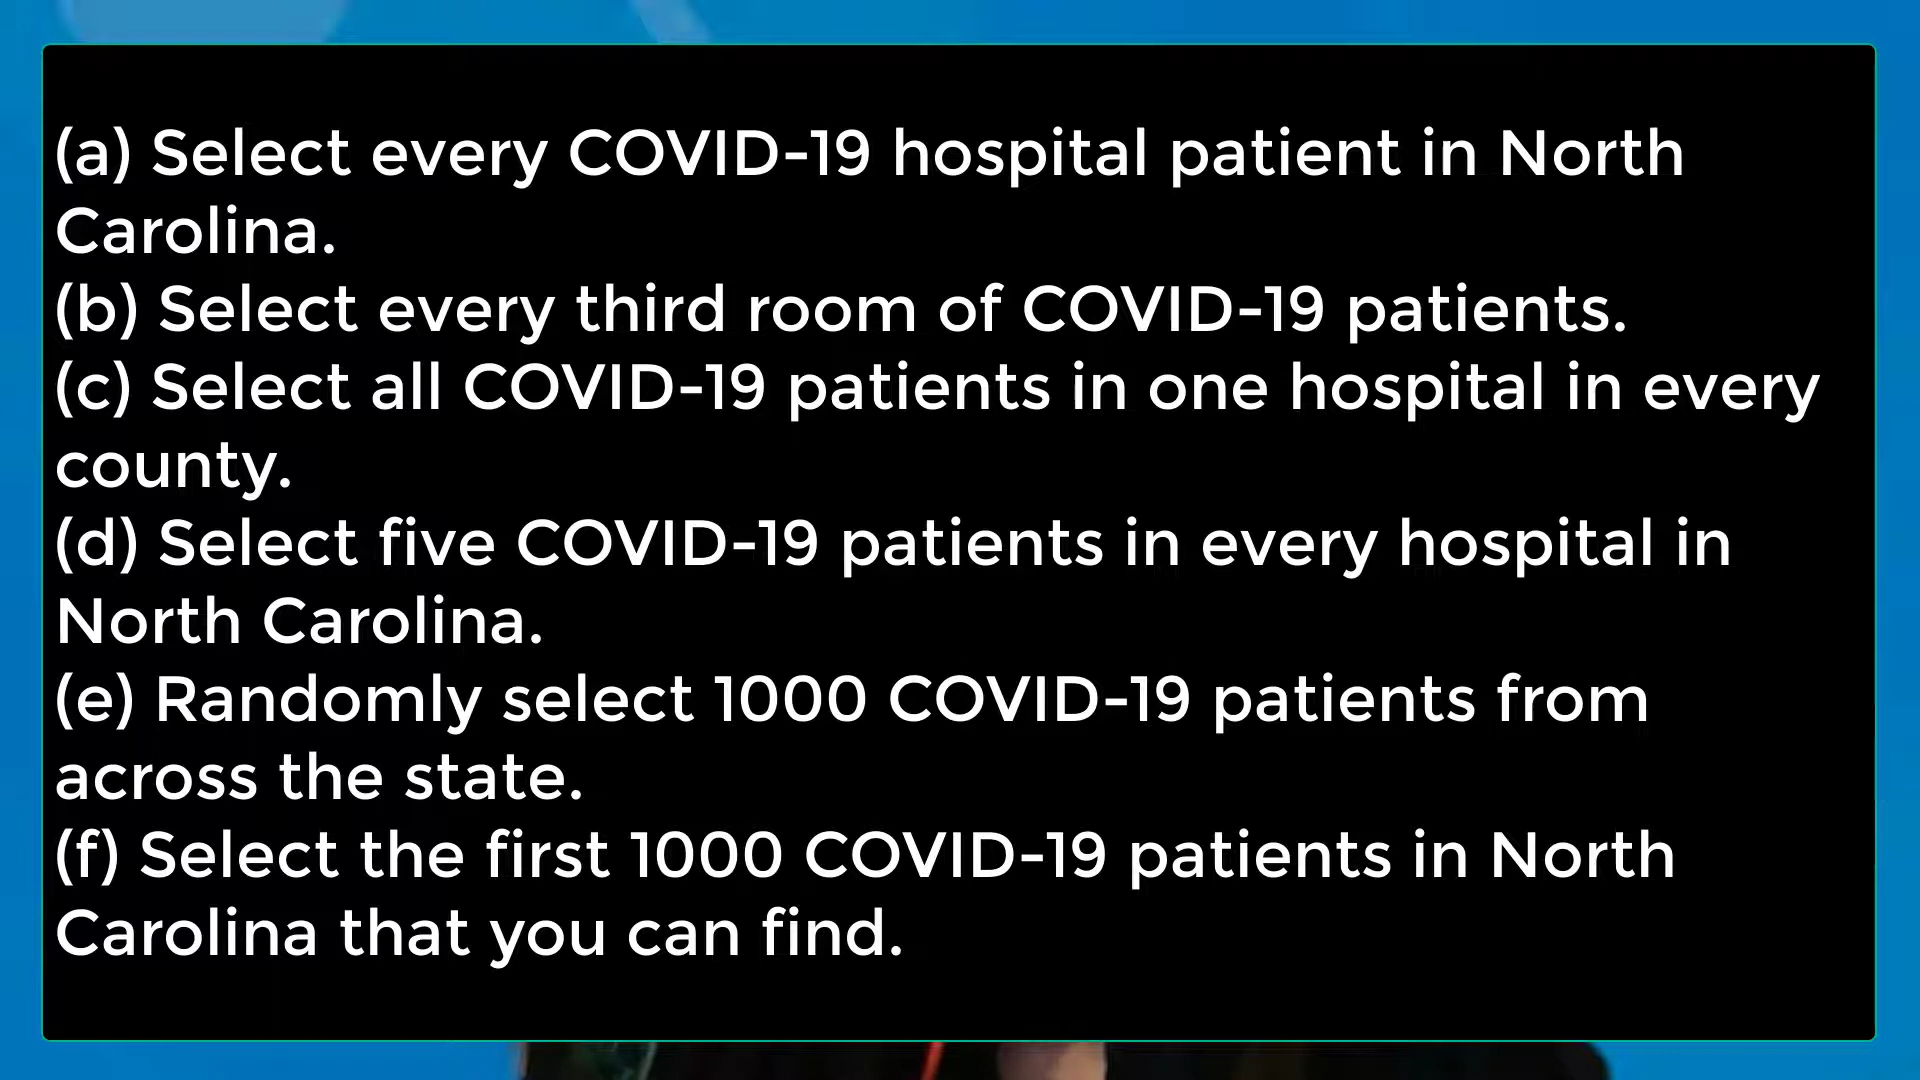 (a) Select every COVID-19 hospital patient in North
Carolina.
(b) Select every third room of COVID-19 patients.
(c) Select all COVID-19 patients in one hospital in every
county.
(d) Select five COVID-19 patients in every hospital in
North Carolina.
(e) Randomly select 1000 COVID-19 patients from
across the state.
(f) Select the first 1000 COVID-19 patients in North
Carolina that you can find.